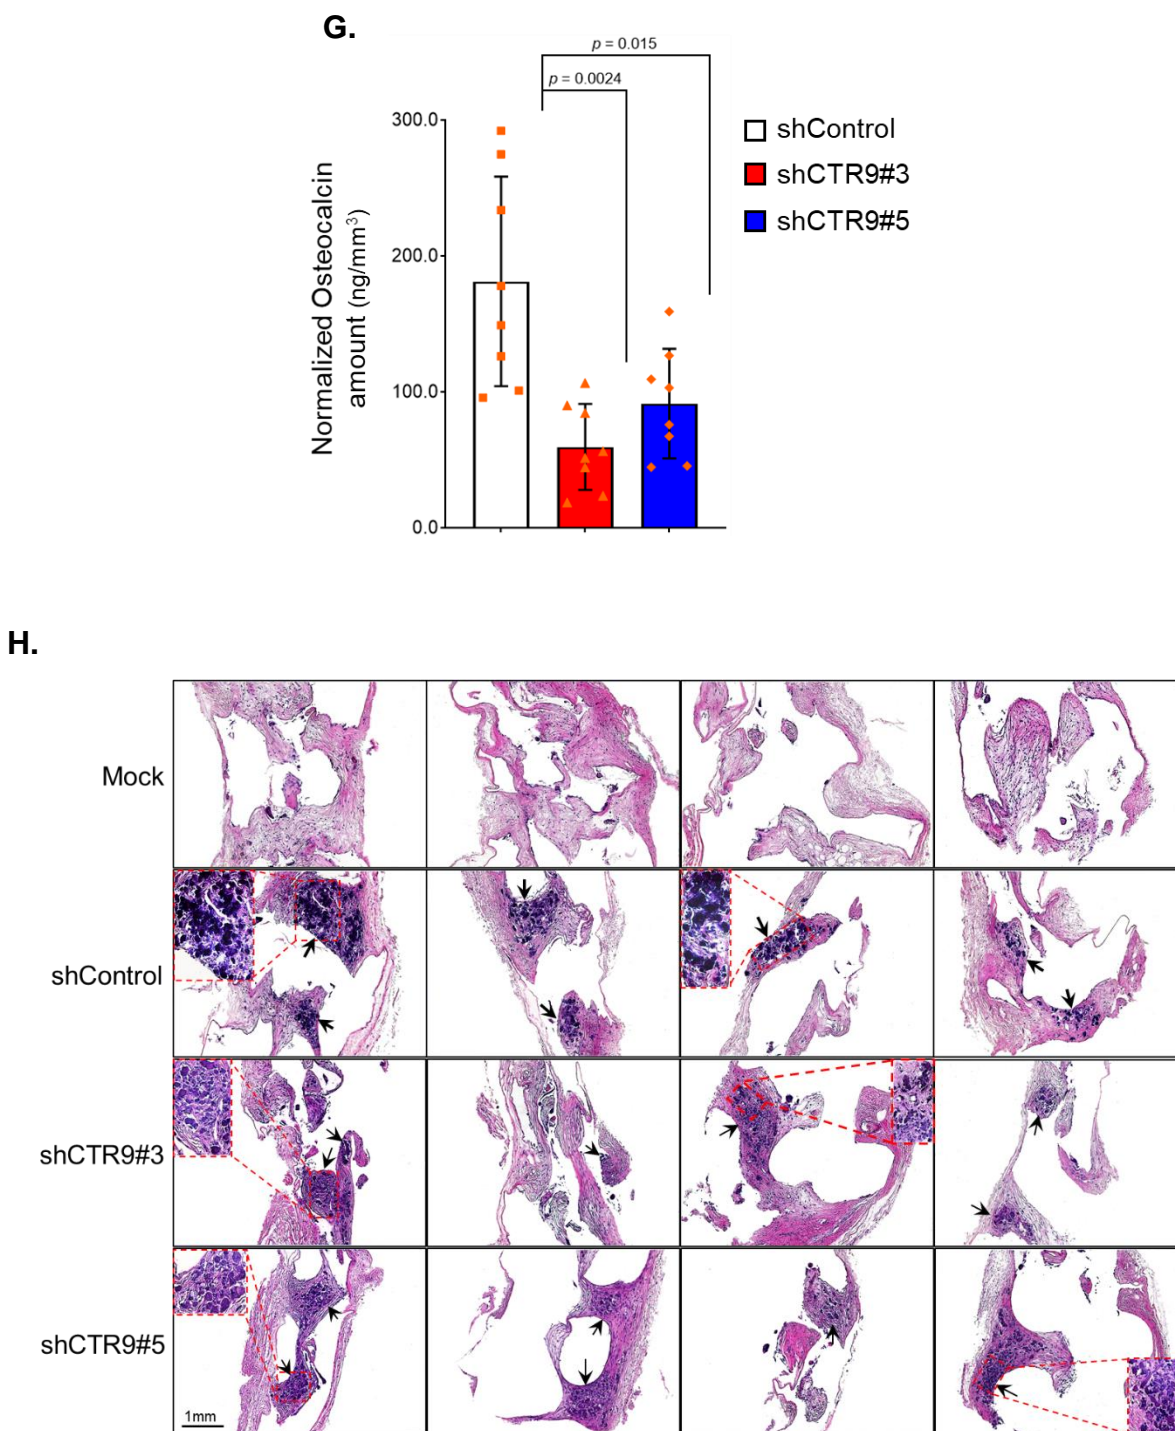 G.
p = 0.015
p = 0.0024
300.0
200.0
100.0
0.0
Normalized Osteocalcin
amount (ng/mm³)
shControl
shCTR9#3
shCTR9#5
H.
Mock
shControl
shCTR9#3
shCTR9#5
1mm